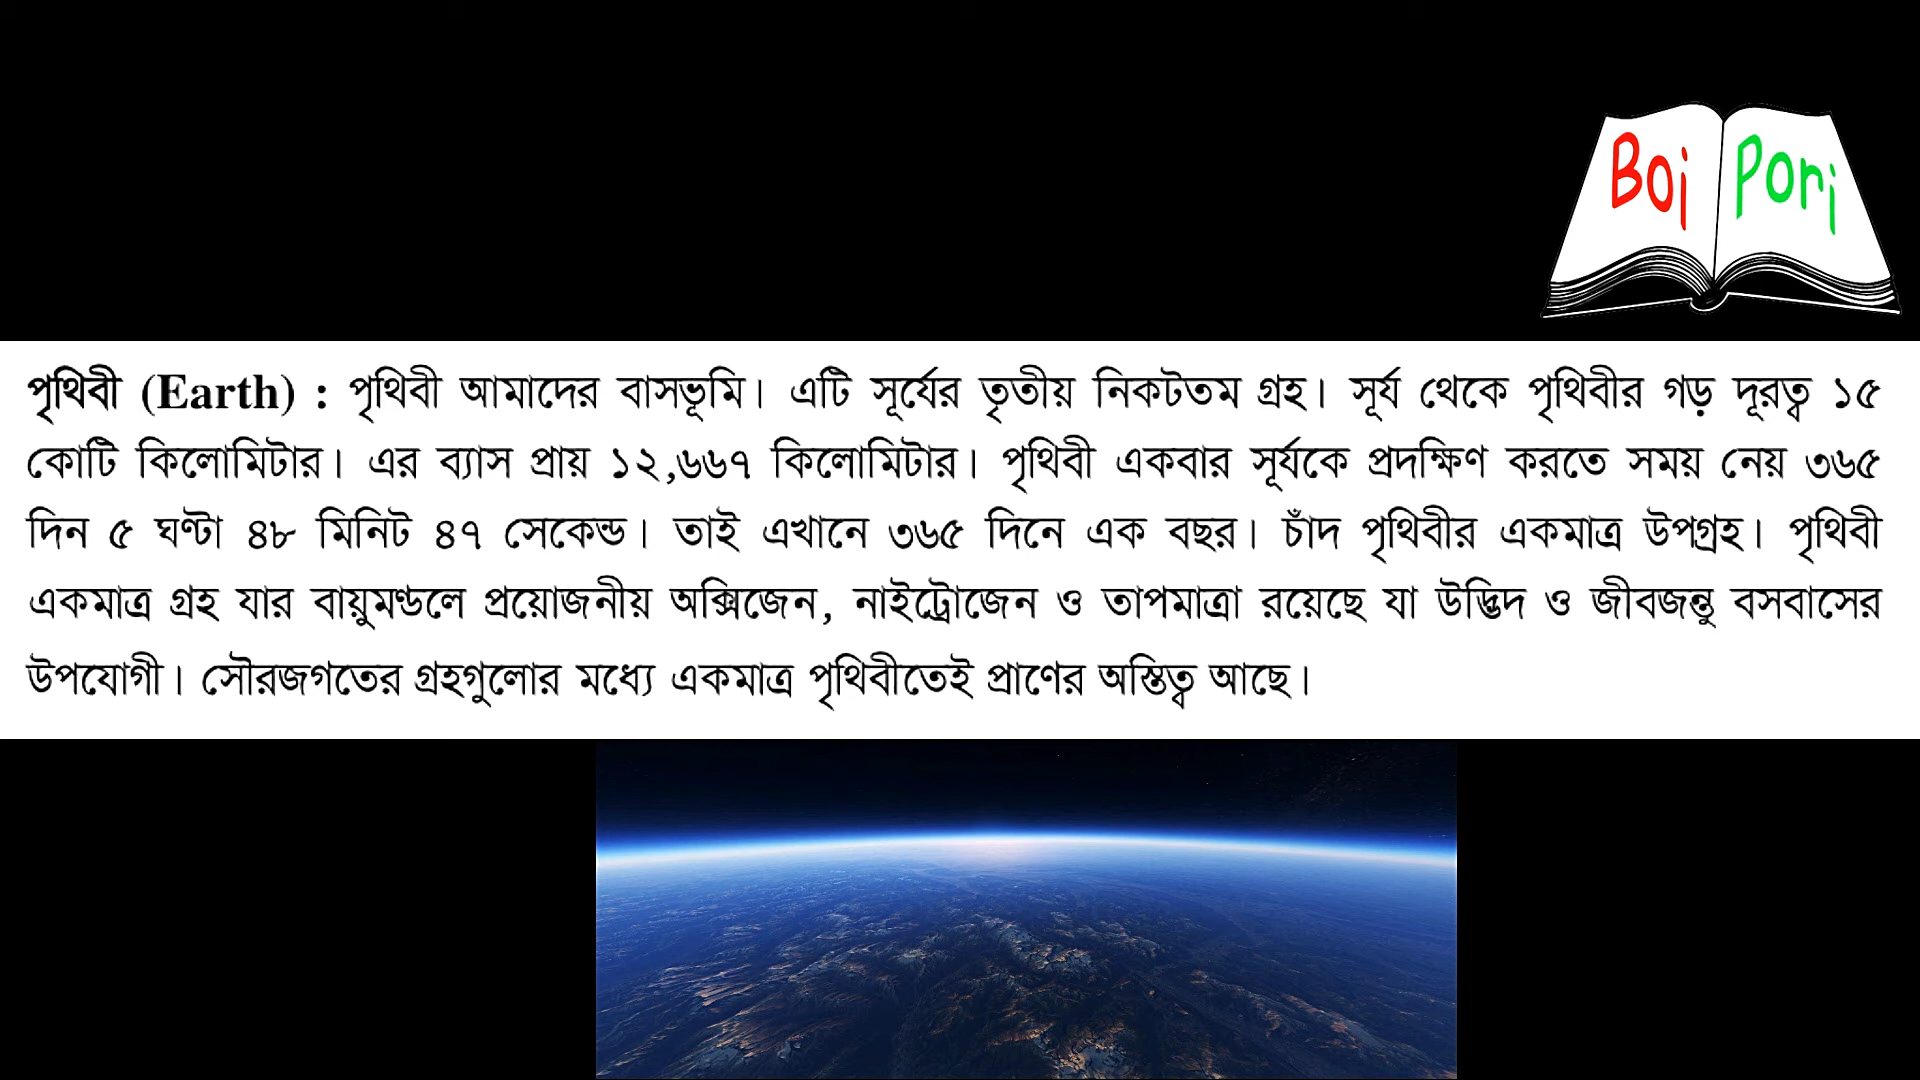 Boi Pori
পৃথিবী (Earth) : পৃথিবী আমাদের বাসভূমি। এটি সূর্যের তৃতীয় নিকটতম গ্রহ। সূর্য থেকে পৃথিবীর গড় দূরত্ব ১৫
কোটি কিলোমিটার। এর ব্যাস প্রায় ১২,৬৬৭ কিলোমিটার। পৃথিবী একবার সূর্যকে প্রদক্ষিণ করতে সময় নেয় ৩৬৫
দিন ৫ ঘণ্টা ৪৮ মিনিট ৪৭ সেকেন্ড। তাই এখানে ৩৬৫ দিনে এক বছর। চাঁদ পৃথিবীর একমাত্র উপগ্রহ। পৃথিবী
একমাত্র গ্রহ যার বায়ুমণ্ডলে প্রয়োজনীয় অক্সিজেন, নাইট্রোজেন ও তাপমাত্রা রয়েছে যা উদ্ভিদ ও জীবজন্তু বসবাসের
উপযোগী। সৌরজগতের গ্রহগুলোর মধ্যে একমাত্র পৃথিবীতেই প্রাণের অস্তিত্ব আছে।